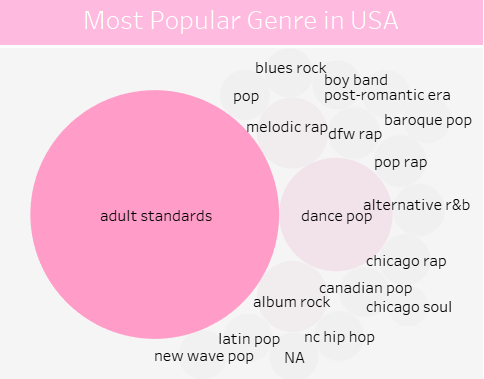 Most Popular Genre in USA
blues rock
boy band
pop
post-romantic era
baroque pop
melodic rap
dfw rap
pop rap
alternative r&b
adult standards
dance pop
chicago rap
canadian pop
album rock
chicago soul
latin pop
nc hip hop
new wave pop
NA